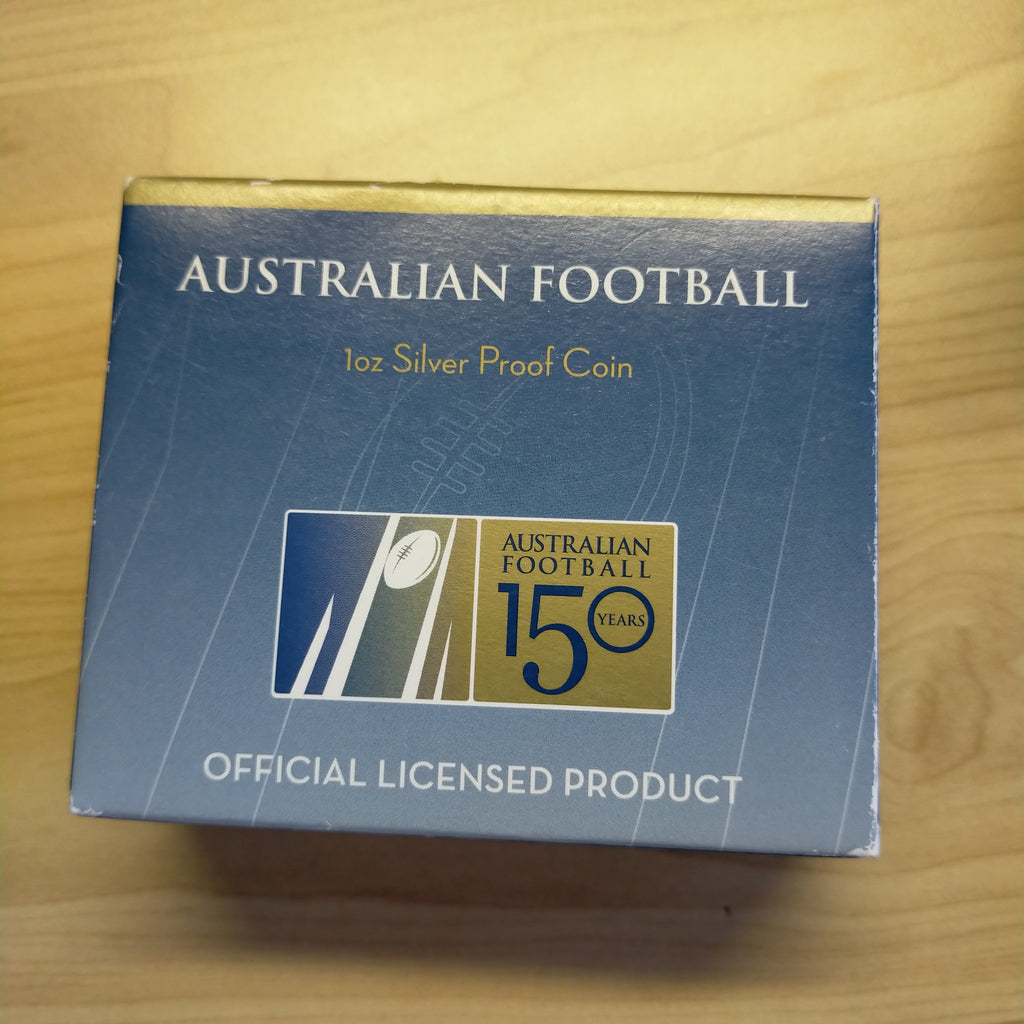 AUSTRALIAN FOOTBALL
1oz Silver Proof Coin
AUSTRALIAN
FOOTBALL
150
YEARS
OFFICIAL LICENSED PRODUCT